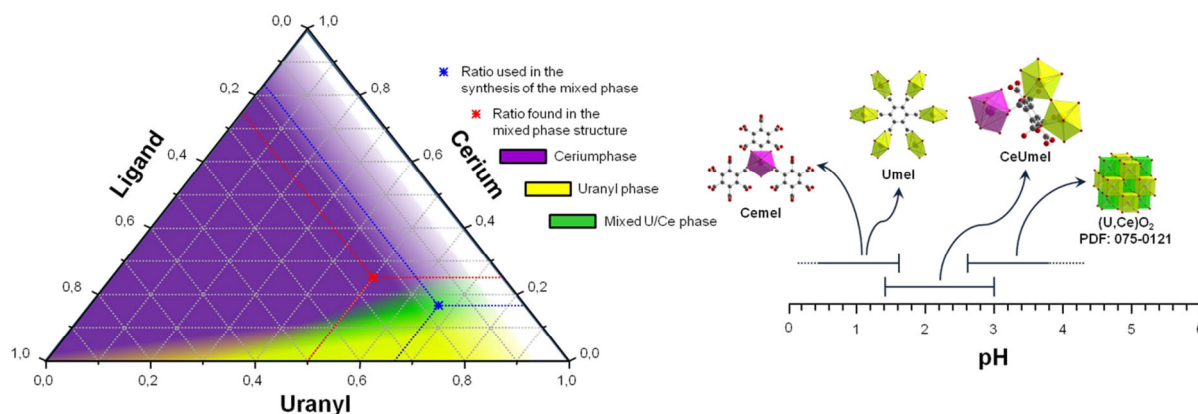 0,0
1,0
0,2
0,8
0,4
0,6
0,6
0,4
0,8
0,2
1,0
0,0
0,0
0,2
0,4
0,6
0,8
1,0
Ligand
Cerium
Uranyl
Ratio used in the
synthesis of the mixed phase
Ratio found in the
mixed phase structure
Ceriumphase
Uranyl phase
Mixed U/Ce phase
Cemel
Umel
CeUmel
(U,Ce)O₂
PDF: 075-0121
0 1 2 3 4 5 6
pH